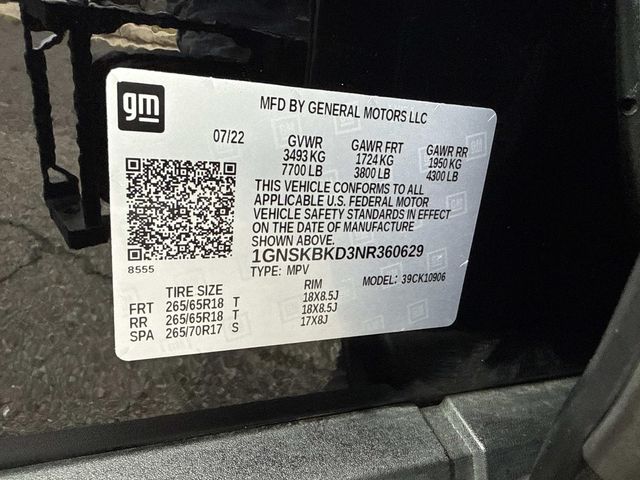 gm
MFD BY GENERAL MOTORS LLC
07/22 GVWR GAWR FRT GAWR RR
3493 KG 1724 KG 1950 KG
7700 LB 3800 LB 4300 LB
THIS VEHICLE CONFORMS TO ALL
APPLICABLE U.S. FEDERAL MOTOR
VEHICLE SAFETY STANDARDS IN EFFECT
ON THE DATE OF MANUFACTURE
SHOWN ABOVE.
8555
1GNSKBKD3NR360629
TYPE: MPV MODEL: 39CK10906
TIRE SIZE RIM
FRT 265/65R18 T 18X8.5J
RR 265/65R18 T 18X8.5J
SPA 265/70R17 S 17X8J